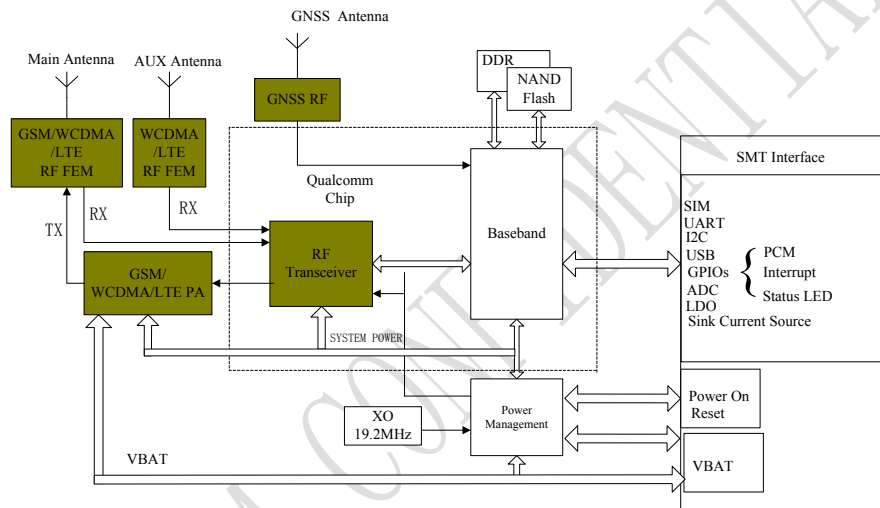 GNSS Antenna
Main Antenna
AUX Antenna
DDR
NAND
Flash
GNSS RF
GSM/WCDMA
/LTE
RF FEM
WCDMA
/LTE
RF FEM
Qualcomm
Chip
SMT Interface
TX
RX
RX
RF
Transceiver
Baseband
SIM
UART
I2C
USB
GPIOs
ADC
LDO
Sink Current Source
PCM
Interrupt
Status LED
GSM/
WCDMA/LTE PA
SYSTEM POWER
XO
19.2MHz
Power
Management
Power On
Reset
VBAT
VBAT
CONFIDENTIAL